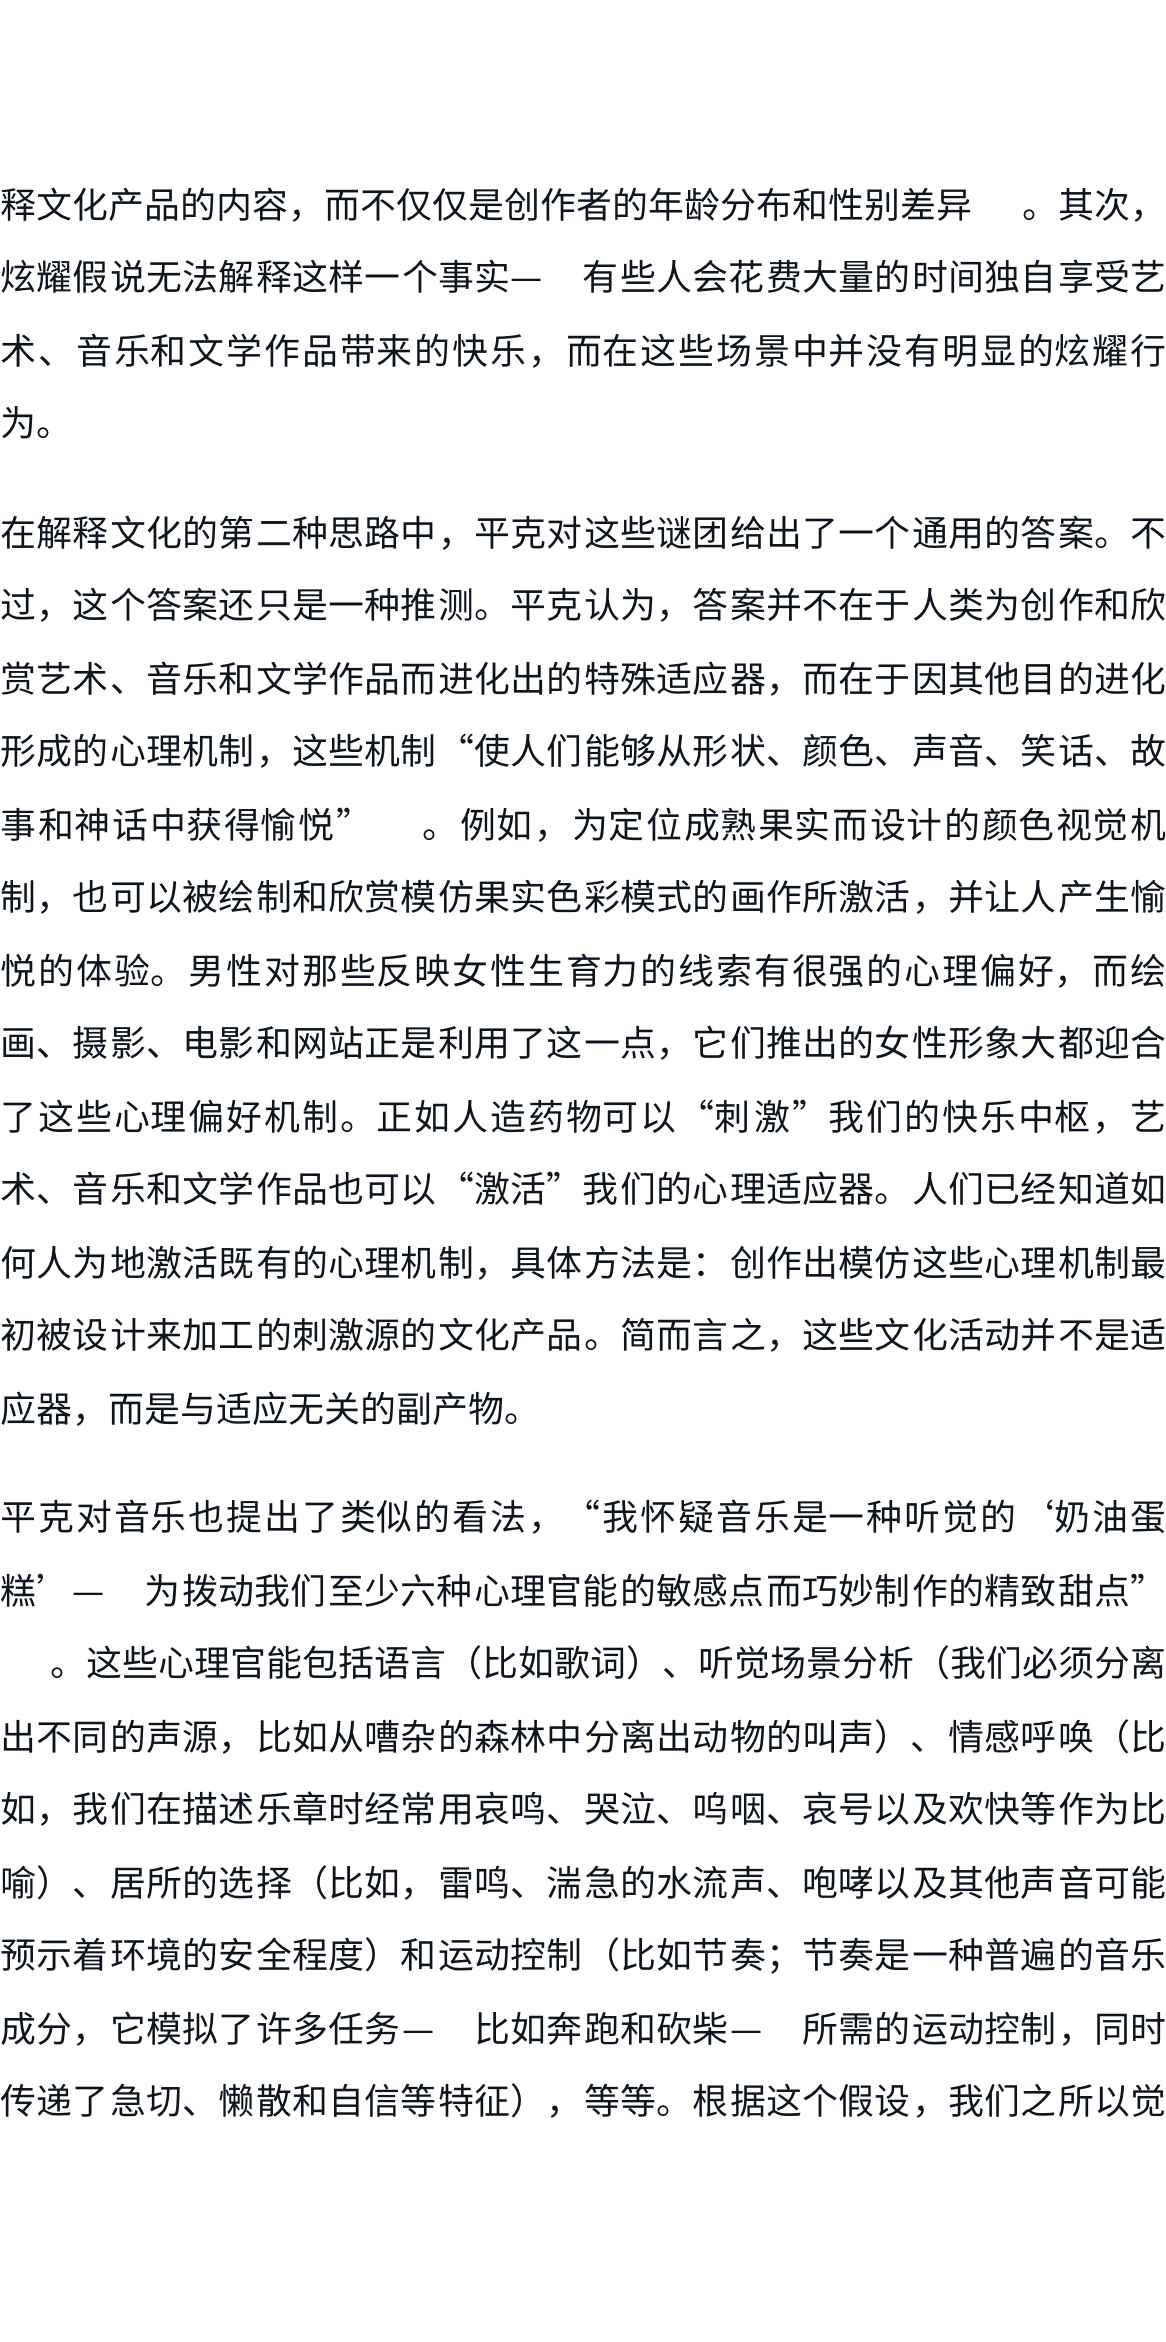 释文化产品的内容，而不仅仅是创作者的年龄分布和性别差异 。其次，
炫耀假说无法解释这样一个事实— 有些人会花费大量的时间独自享受艺
术、音乐和文学作品带来的快乐，而在这些场景中并没有明显的炫耀行
为。
在解释文化的第二种思路中，平克对这些谜团给出了一个通用的答案。不
过，这个答案还只是一种推测。平克认为，答案并不在于人类为创作和欣
赏艺术、音乐和文学作品而进化出的特殊适应器，而在于因其他目的进化
形成的心理机制，这些机制“使人们能够从形状、颜色、声音、笑话、故
事和神话中获得愉悦” 。例如，为定位成熟果实而设计的颜色视觉机
制，也可以被绘制和欣赏模仿果实色彩模式的画作所激活，并让人产生愉
悦的体验。男性对那些反映女性生育力的线索有很强的心理偏好，而绘
画、摄影、电影和网站正是利用了这一点，它们推出的女性形象大都迎合
了这些心理偏好机制。正如人造药物可以“刺激”我们的快乐中枢，艺
术、音乐和文学作品也可以“激活”我们的心理适应器。人们已经知道如
何人为地激活既有的心理机制，具体方法是：创作出模仿这些心理机制最
初被设计来加工的刺激源的文化产品。简而言之，这些文化活动并不是适
应器，而是与适应无关的副产物。
平克对音乐也提出了类似的看法，“我怀疑音乐是一种听觉的‘奶油蛋
糕’— 为拨动我们至少六种心理官能的敏感点而巧妙制作的精致甜点”
。这些心理官能包括语言（比如歌词）、听觉场景分析（我们必须分离
出不同的声源，比如从嘈杂的森林中分离出动物的叫声）、情感呼唤（比
如，我们在描述乐章时经常用哀鸣、哭泣、呜咽、哀号以及欢快等作为比
喻）、居所的选择（比如，雷鸣、湍急的水流声、咆哮以及其他声音可能
预示着环境的安全程度）和运动控制（比如节奏；节奏是一种普遍的音乐
成分，它模拟了许多任务— 比如奔跑和砍柴— 所需的运动控制，同时
传递了急切、懒散和自信等特征），等等。根据这个假设，我们之所以觉